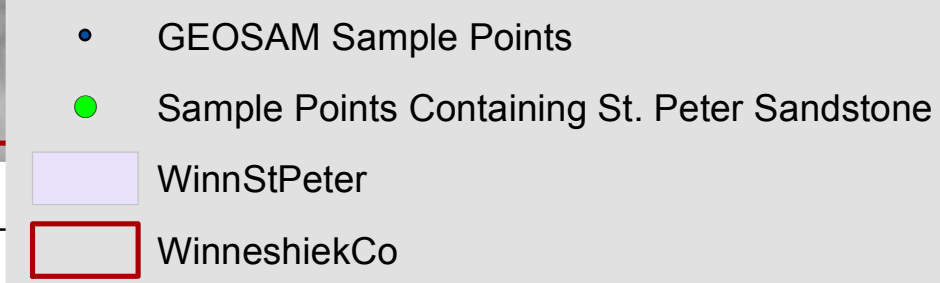 GEOSAM Sample Points
Sample Points Containing St. Peter Sandstone
WinnStPeter
WinneshiekCo